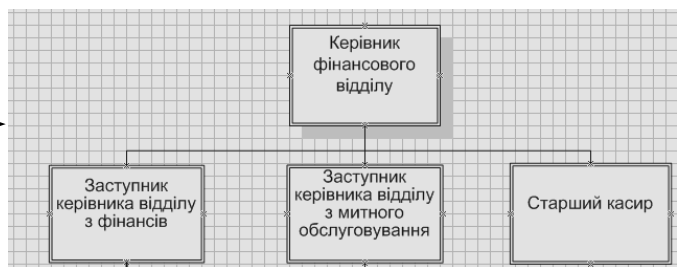 Керівник
фінансового
відділу
Заступник
керівника відділу
з фінансів
Заступник
керівника відділу
з митного
обслуговування
Старший касир